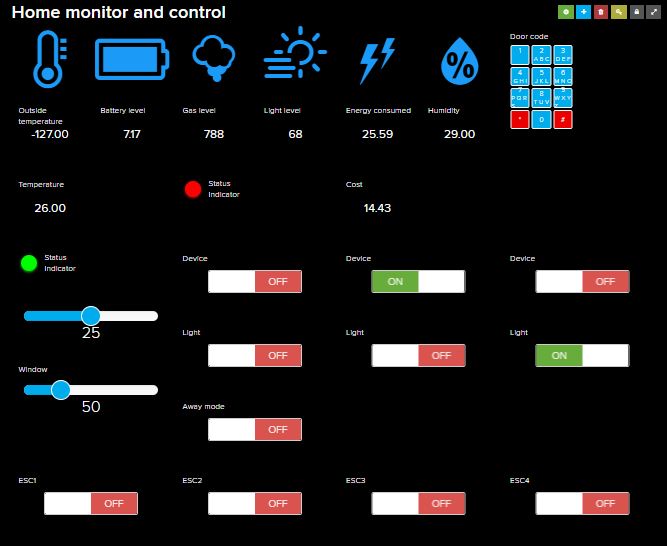 Home monitor and control
%
Door code
1 2 3
ABC DEF
4 5 6
GHI JKL MNO
7 8 9
PQRS TUV WXYZ
* 0 #
Outside temperature Battery level Gas level Light level Energy consumed Humidity
-127.00 7.17 788 68 25.59 29.00
Temperature Status Indicator Cost
26.00 14.43
Status Indicator
Device Device Device
OFF ON OFF
25
Light Light Light
OFF OFF ON
Window
50
Away mode
OFF
ESC1 ESC2 ESC3 ESC4
OFF OFF OFF OFF